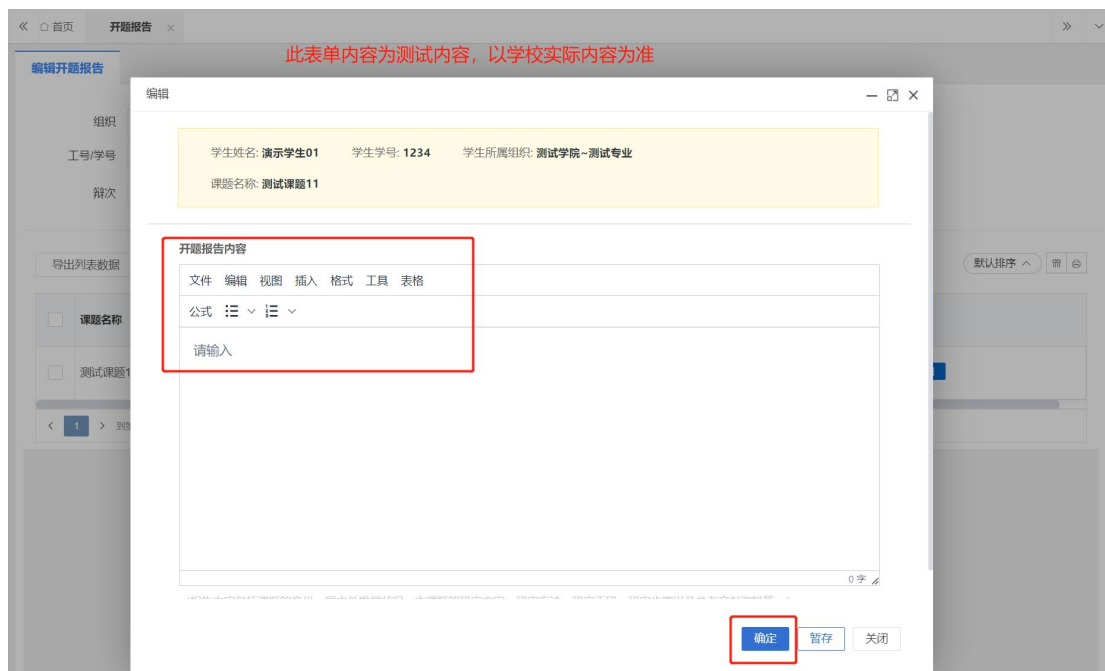 首页 开题报告
此表单内容为测试内容，以学校实际内容为准
编辑开题报告
编辑
组织
工号/学号
辩次
学生姓名: 演示学生01 学生学号: 1234 学生所属组织: 测试学院~测试专业
课题名称: 测试课题11
开题报告内容
导出列表数据
默认排序
文件 编辑 视图 插入 格式 工具 表格
公式
课题名称
请输入
测试课题1
1 到第
0 字
确定 暂存 关闭